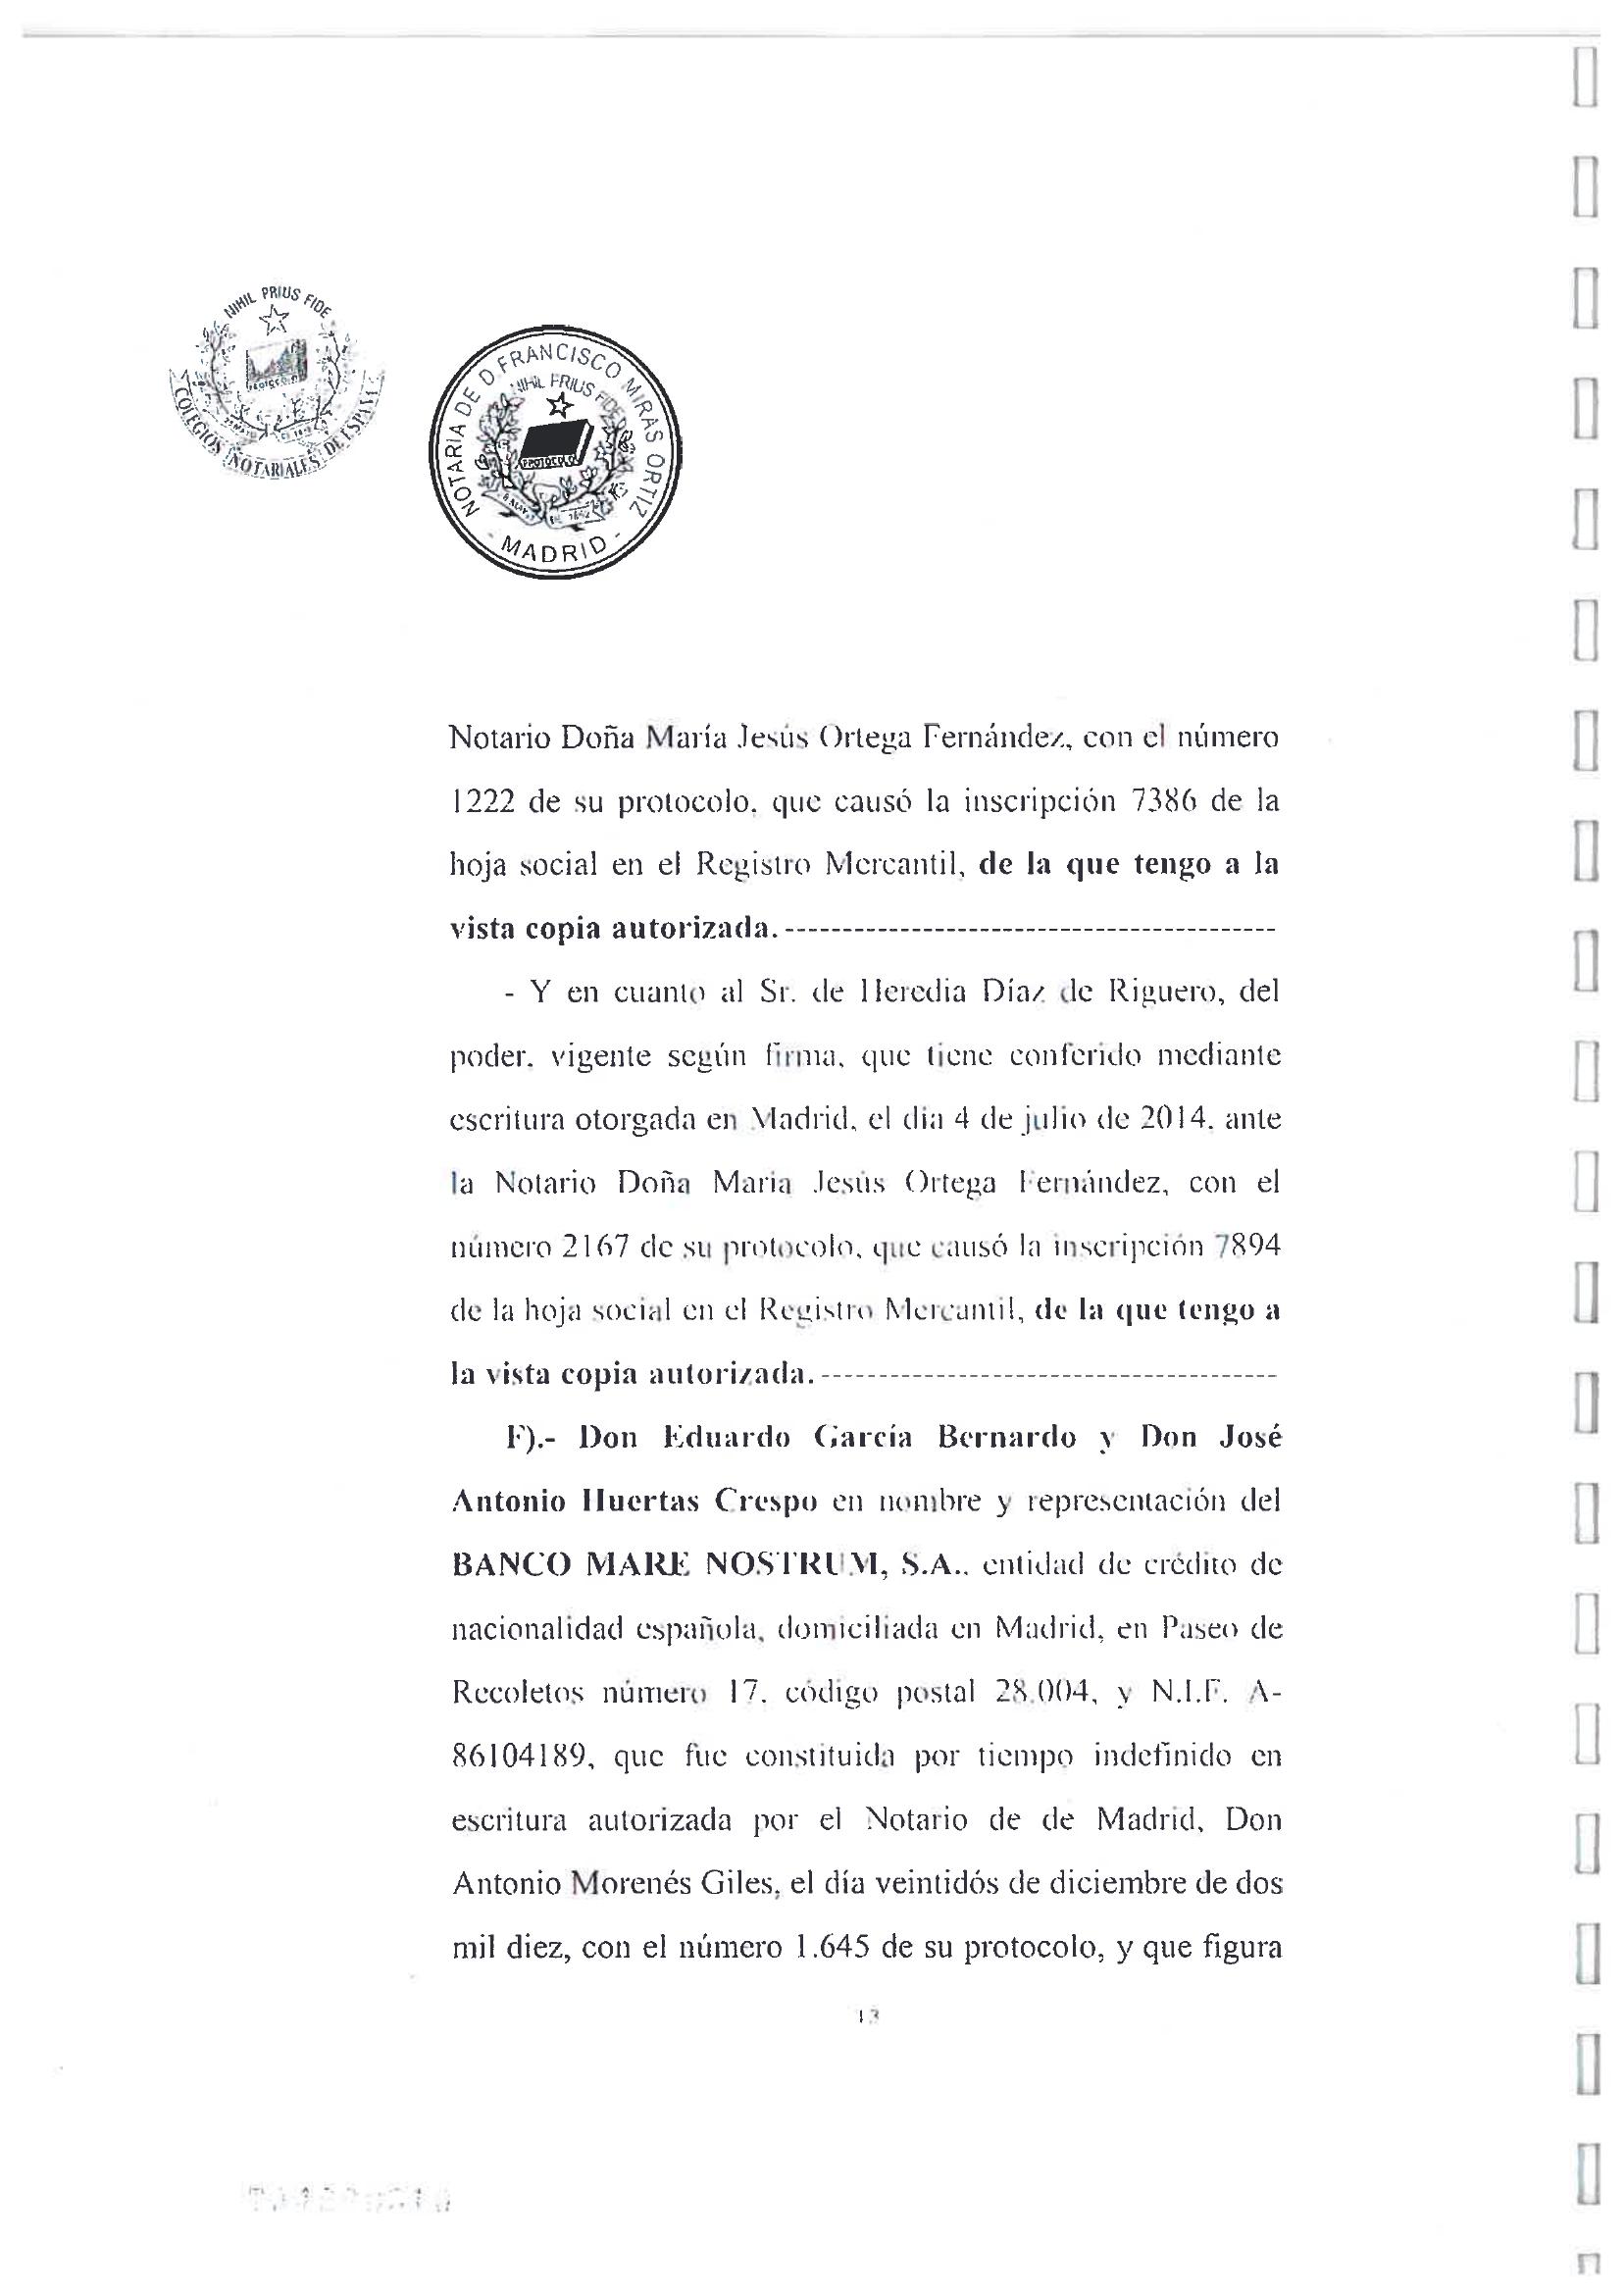 NIHIL PRIUS FIDE
COLEGIOS NOTARIALES DE ESPAÑA
NOTARIA DE D FRANCISCO MIRAS ORTIZ
NIHIL PRIUS FIDE
PROTOCOLO
- MADRID -
Notario Doña María Jesús Ortega Fernández, con el número
1222 de su protocolo, que causó la inscripción 7386 de la
hoja social en el Registro Mercantil, de la que tengo a la
vista copia autorizada. ------------------------------------------
- Y en cuanto al Sr. de Heredia Díaz de Riguero, del
poder, vigente según firma, que tiene conferido mediante
escritura otorgada en Madrid, el dia 4 de julio de 2014, ante
la Notario Doña Maria Jesús Ortega Fernández, con el
número 2167 de su protocolo, que causó la inscripción 7894
de la hoja social en el Registro Mercantil, de la que tengo a
la vista copia autorizada. ---------------------------------------
F).- Don Eduardo García Bernardo y Don José
Antonio Huertas Crespo en nombre y representación del
BANCO MARE NOSTRUM, S.A., entidad de crédito de
nacionalidad española, domiciliada en Madrid, en Paseo de
Recoletos número 17, código postal 28.004, y N.I.F. A-
86104189, que fue constituida por tiempo indefinido en
escritura autorizada por el Notario de de Madrid, Don
Antonio Morenés Giles, el día veintidós de diciembre de dos
mil diez, con el número 1.645 de su protocolo, y que figura
13